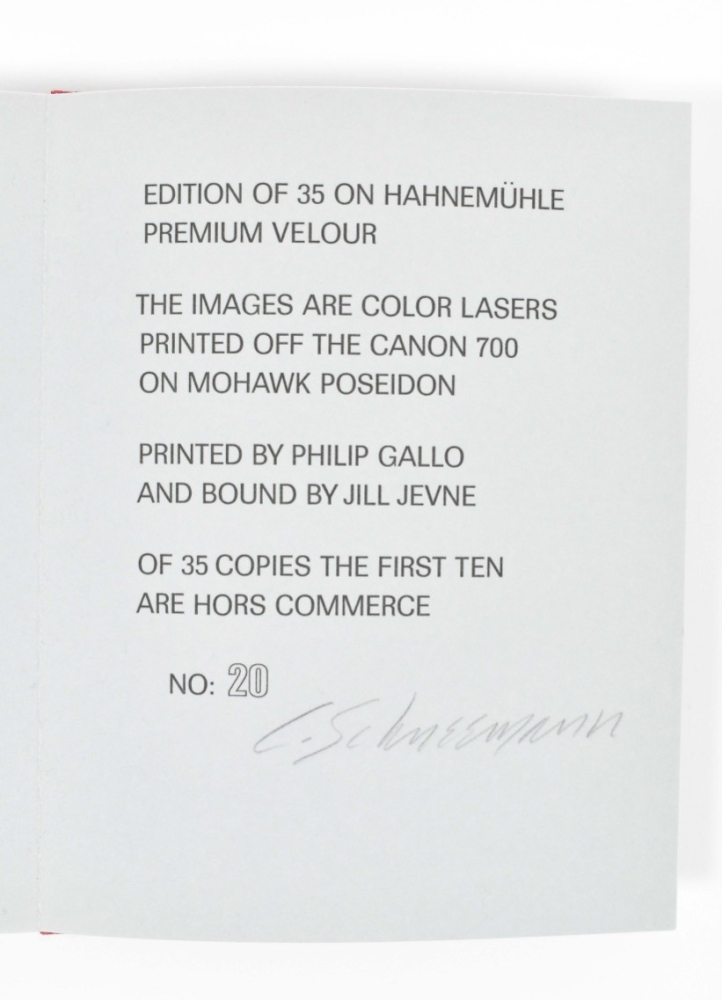 EDITION OF 35 ON HAHNEMÜHLE
PREMIUM VELOUR
THE IMAGES ARE COLOR LASERS
PRINTED OFF THE CANON 700
ON MOHAWK POSEIDON
PRINTED BY PHILIP GALLO
AND BOUND BY JILL JEVNE
OF 35 COPIES THE FIRST TEN
ARE HORS COMMERCE
NO: 20
C. Schneemann